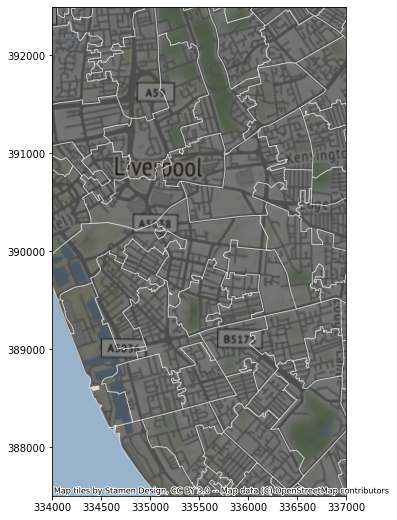 392000
A59
391000
Liverpool
Kensington
A5038
390000
B5175
389000
A5036
388000
Map tiles by Stamen Design, CC BY 3.0 -- Map data (C) OpenStreetMap contributors
334000 334500 335000 335500 336000 336500 337000